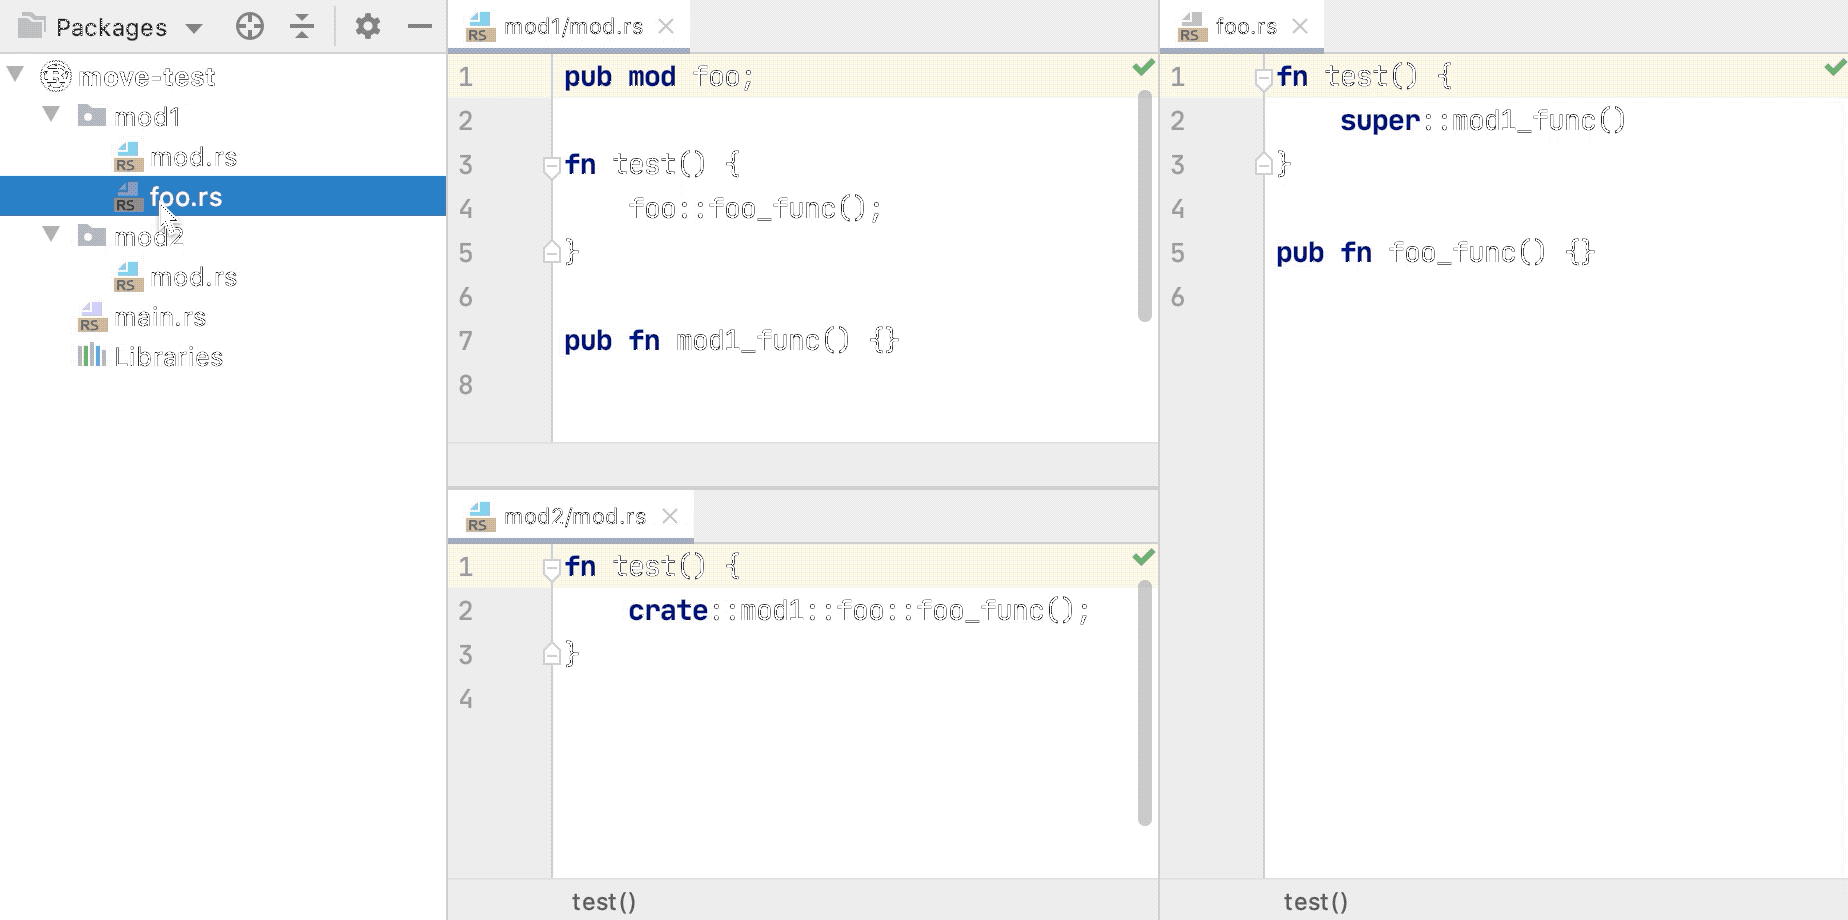 Packages
move-test
mod1
RS mod.rs
RS foo.rs
mod2
RS mod.rs
RS main.rs
Libraries
RS mod1/mod.rs
1 pub mod foo;
2
3 fn test() {
4 foo::foo_func();
5 }
6
7 pub fn mod1_func() {}
8
RS mod2/mod.rs
1 fn test() {
2 crate::mod1::foo::foo_func();
3 }
4
test()
RS foo.rs
1 fn test() {
2 super::mod1_func()
3 }
4
5 pub fn foo_func() {}
6
test()